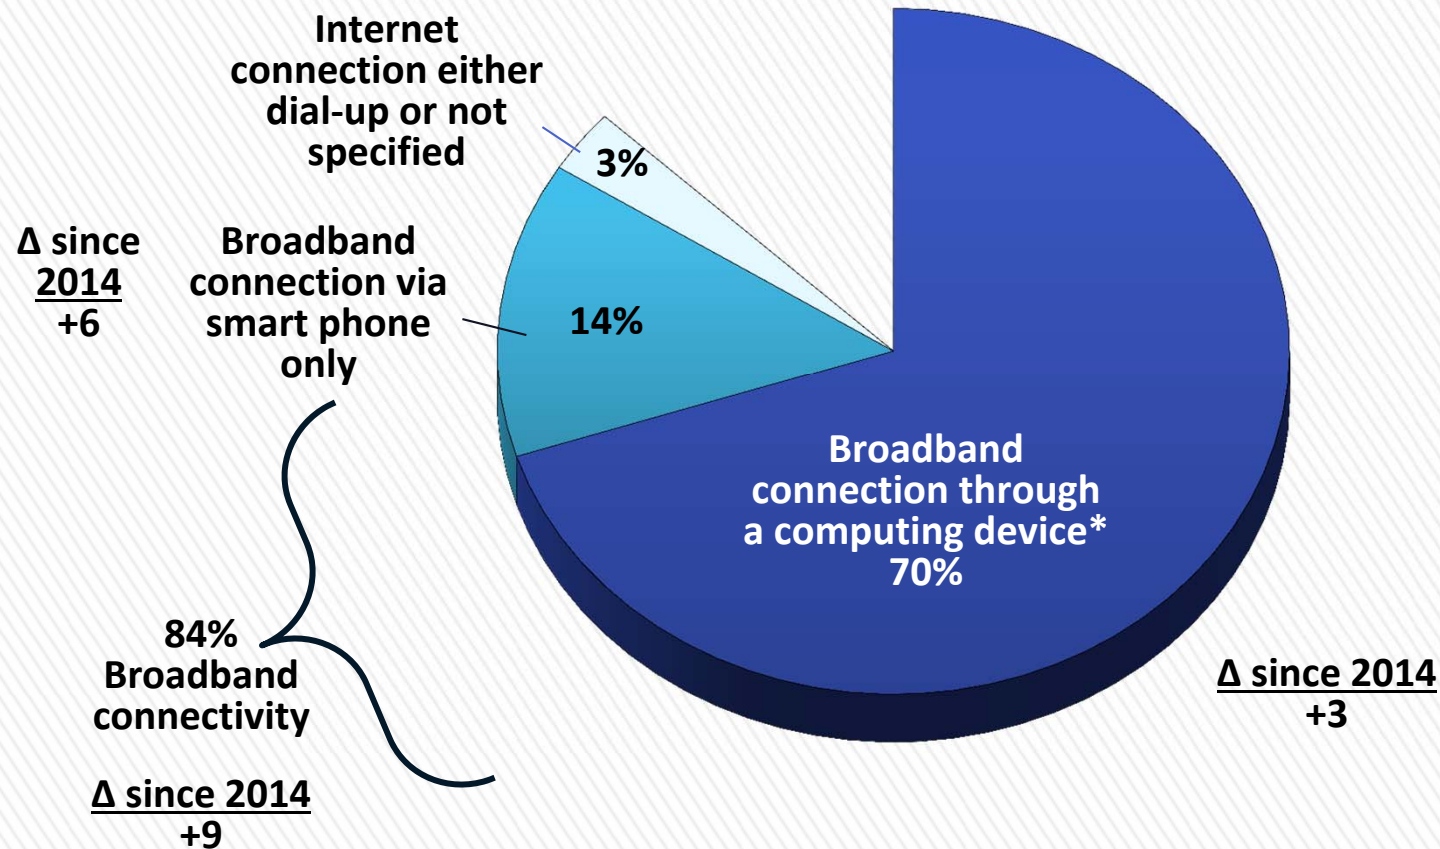 Internet
connection either
dial-up or not
specified
3%
Δ since
2014
+6
Broadband
connection via
smart phone
only
14%
Broadband
connection through
a computing device*
70%
84%
Broadband
connectivity
Δ since 2014
+9
Δ since 2014
+3